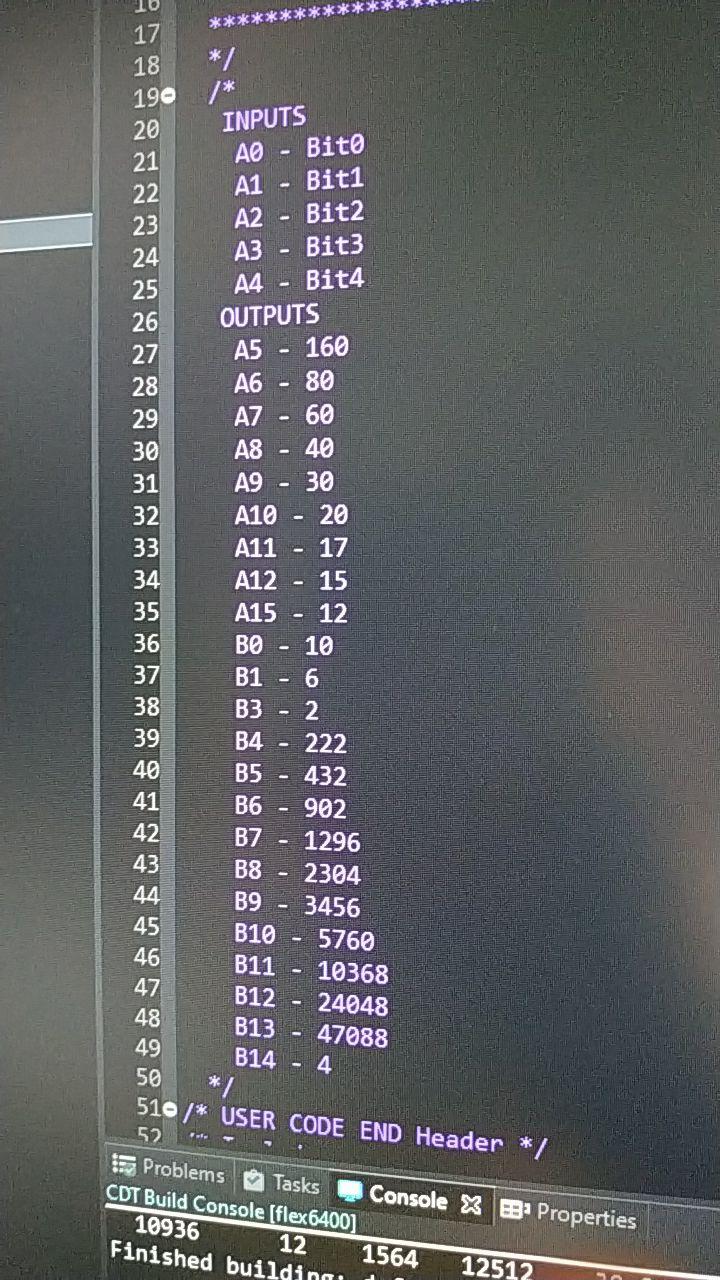 16 **********************
17 */
18
19 /*
20 INPUTS
21 A0 - Bit0
22 A1 - Bit1
23 A2 - Bit2
24 A3 - Bit3
25 A4 - Bit4
26 OUTPUTS
27 A5 - 160
28 A6 - 80
29 A7 - 60
30 A8 - 40
31 A9 - 30
32 A10 - 20
33 A11 - 17
34 A12 - 15
35 A15 - 12
36 B0 - 10
37 B1 - 6
38 B3 - 2
39 B4 - 222
40 B5 - 432
41 B6 - 902
42 B7 - 1296
43 B8 - 2304
44 B9 - 3456
45 B10 - 5760
46 B11 - 10368
47 B12 - 24048
48 B13 - 47088
49 B14 - 4
50 */
51 /* USER CODE END Header */
52
Problems Tasks Console Properties
CDT Build Console [flex6400]
10936 12 1564 12512
Finished building: